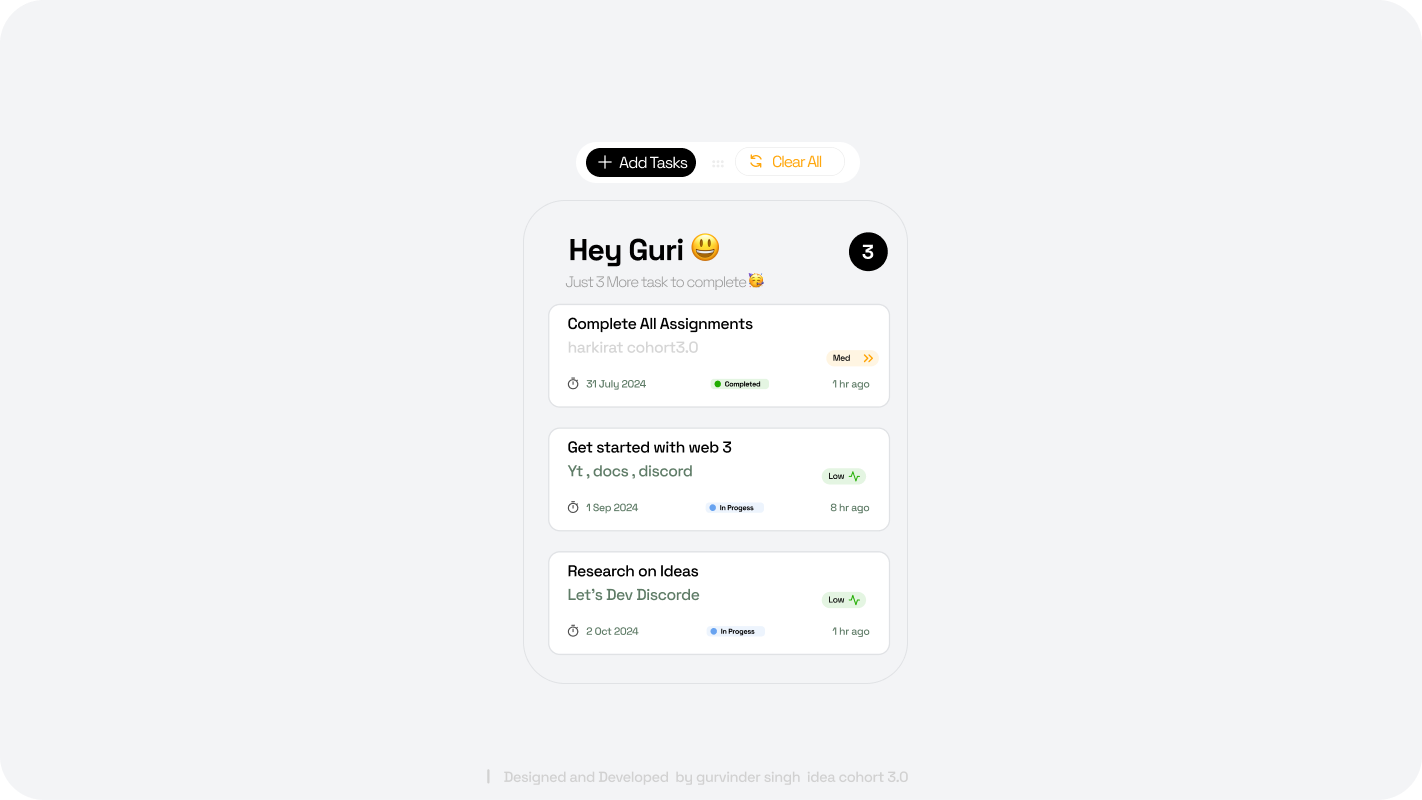 Add Tasks
Clear All
Hey Guri 😃
3
Just 3 More task to complete🥳
Complete All Assignments
harkirat cohort3.0
Med
31 July 2024
Completed
1 hr ago
Get started with web 3
Yt , docs , discord
Low
1 Sep 2024
In Progess
8 hr ago
Research on Ideas
Let's Dev Discorde
Low
2 Oct 2024
In Progess
1 hr ago
Designed and Developed by gurvinder singh idea cohort 3.0